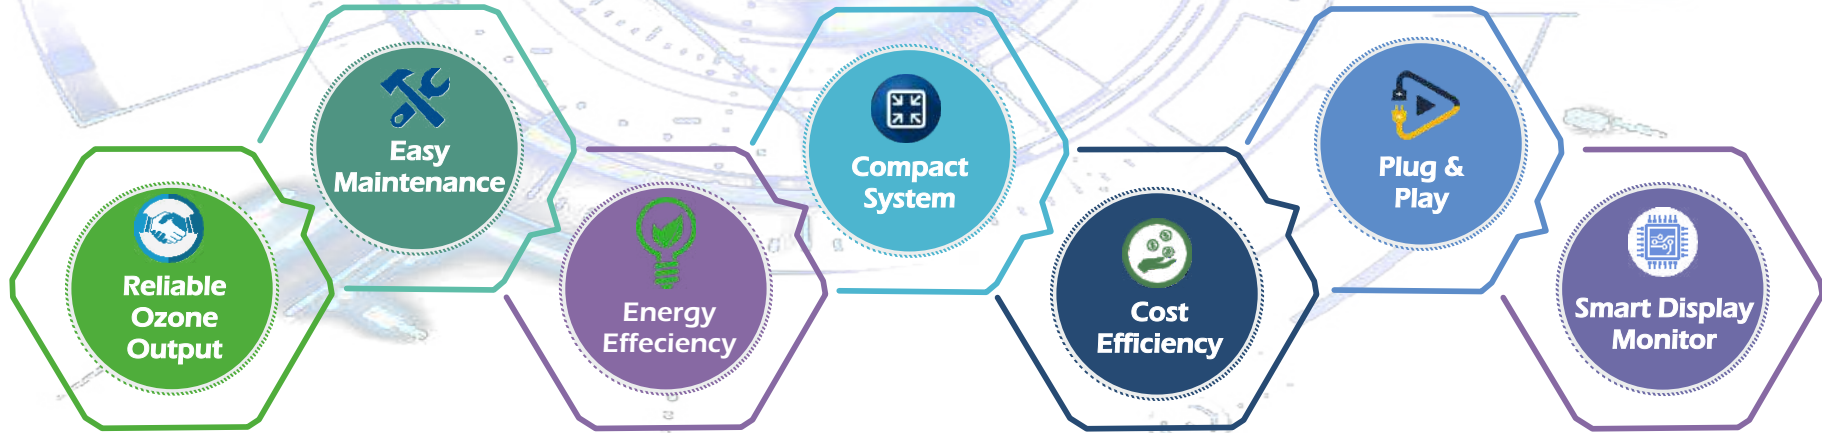 Reliable
Ozone
Output
Easy
Maintenance
Energy
Effeciency
Compact
System
Cost
Efficiency
Plug &
Play
Smart Display
Monitor